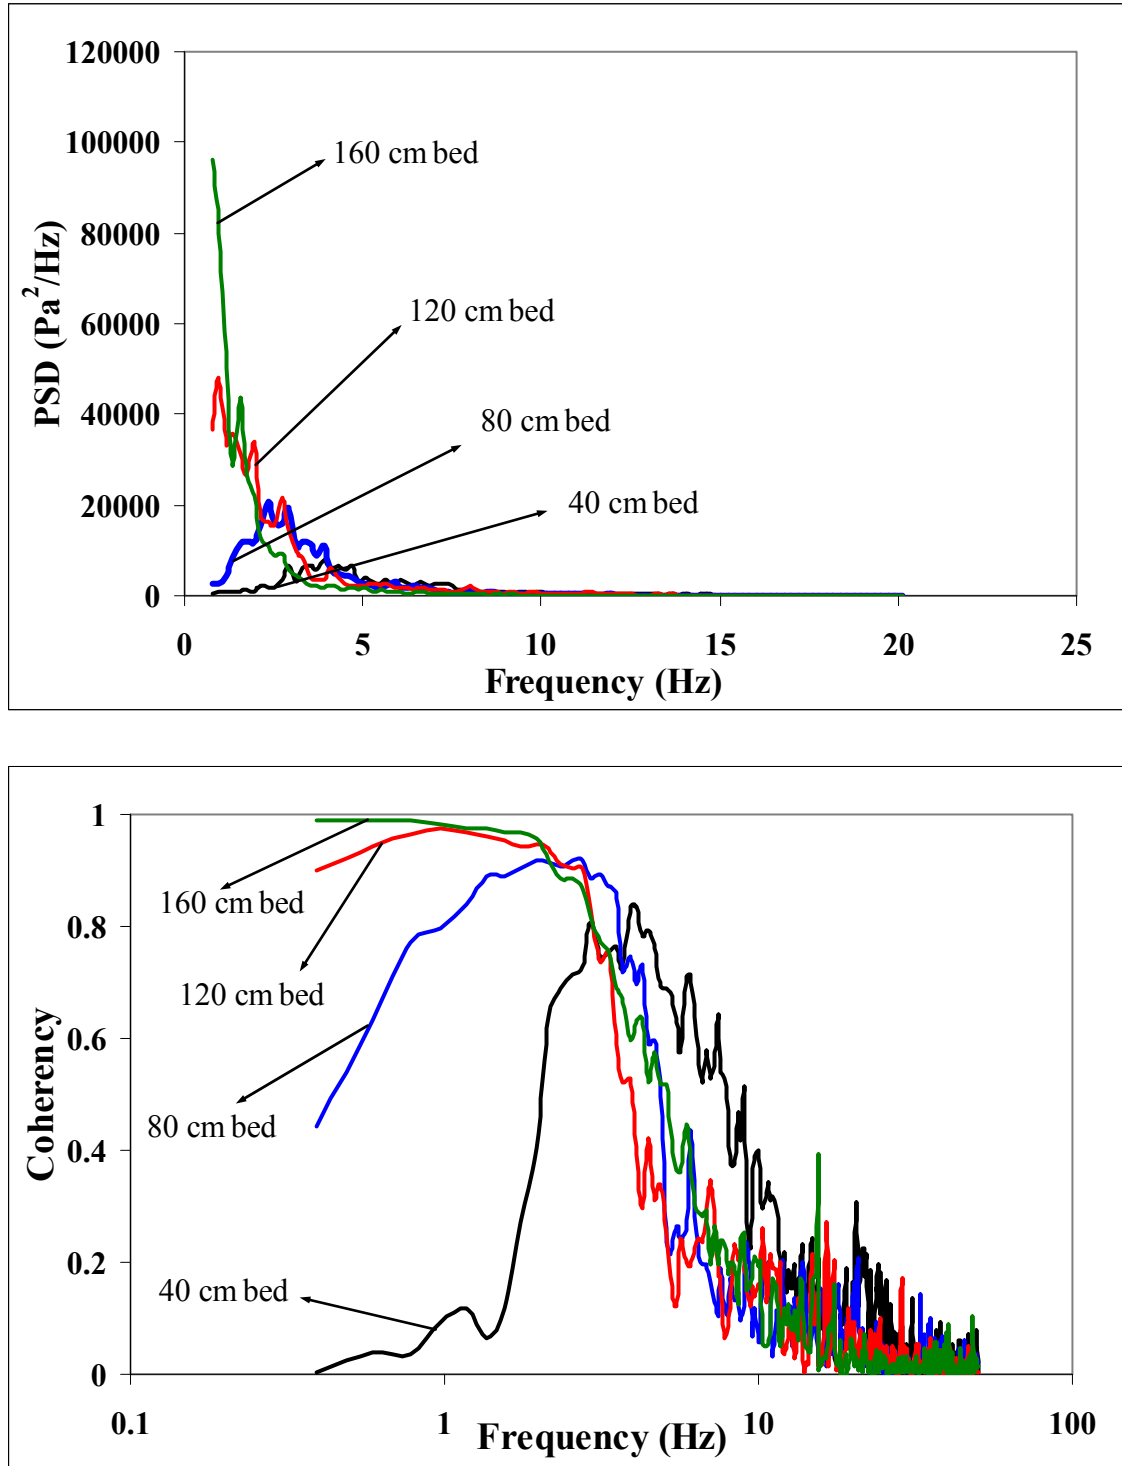 120000
100000
80000
60000
40000
20000
0
PSD (Pa²/Hz)
160 cm bed
120 cm bed
80 cm bed
40 cm bed
0 5 10 15 20 25
Frequency (Hz)
1
0.8
0.6
0.4
0.2
0
Coherency
160 cm bed
120 cm bed
80 cm bed
40 cm bed
0.1 1 10 100
Frequency (Hz)